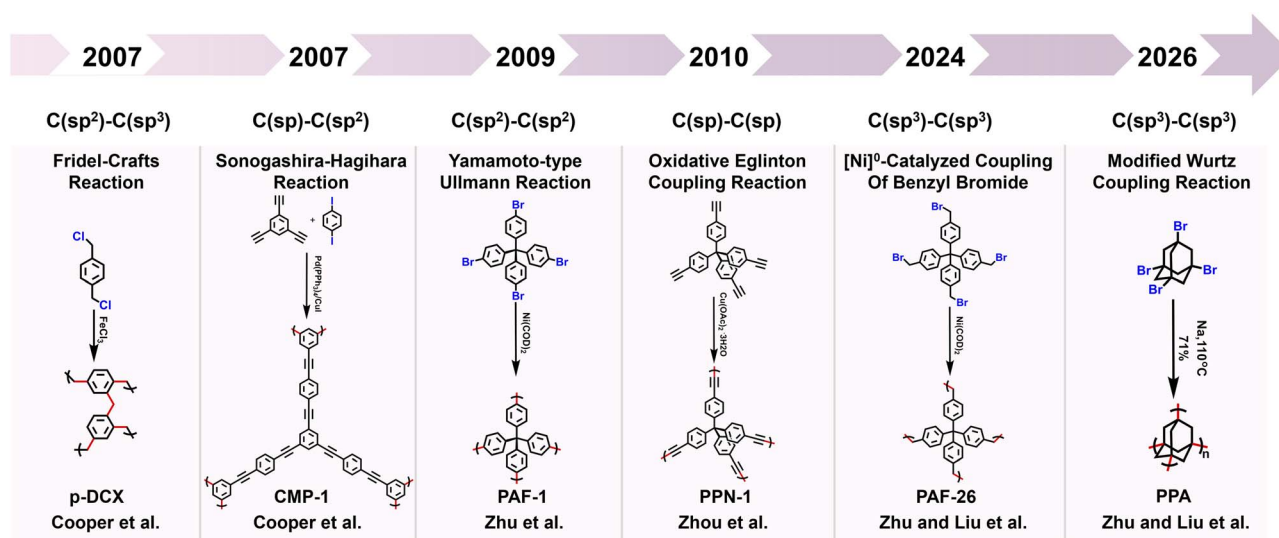 2007
2007
2009
2010
2024
2026
C(sp²)-C(sp³)
C(sp)-C(sp²)
C(sp²)-C(sp²)
C(sp)-C(sp)
C(sp³)-C(sp³)
C(sp³)-C(sp³)
Fridel-Crafts
Reaction
Cl
Cl
FeCl₃
p-DCX
Cooper et al.
Sonogashira-Hagihara
Reaction
+
I
I
Pd(PPh₃)₄/CuI
CMP-1
Cooper et al.
Yamamoto-type
Ullmann Reaction
Br
Br
Br
Br
Ni(COD)₂
PAF-1
Zhu et al.
Oxidative Eglinton
Coupling Reaction
Cu(OAc)₂ 3H2O
PPN-1
Zhou et al.
[Ni]⁰-Catalyzed Coupling
Of Benzyl Bromide
Br
Br
Br
Br
Ni(COD)₂
PAF-26
Zhu and Liu et al.
Modified Wurtz
Coupling Reaction
Br
Br
Br
Br
Na,110°C
71%
n
PPA
Zhu and Liu et al.